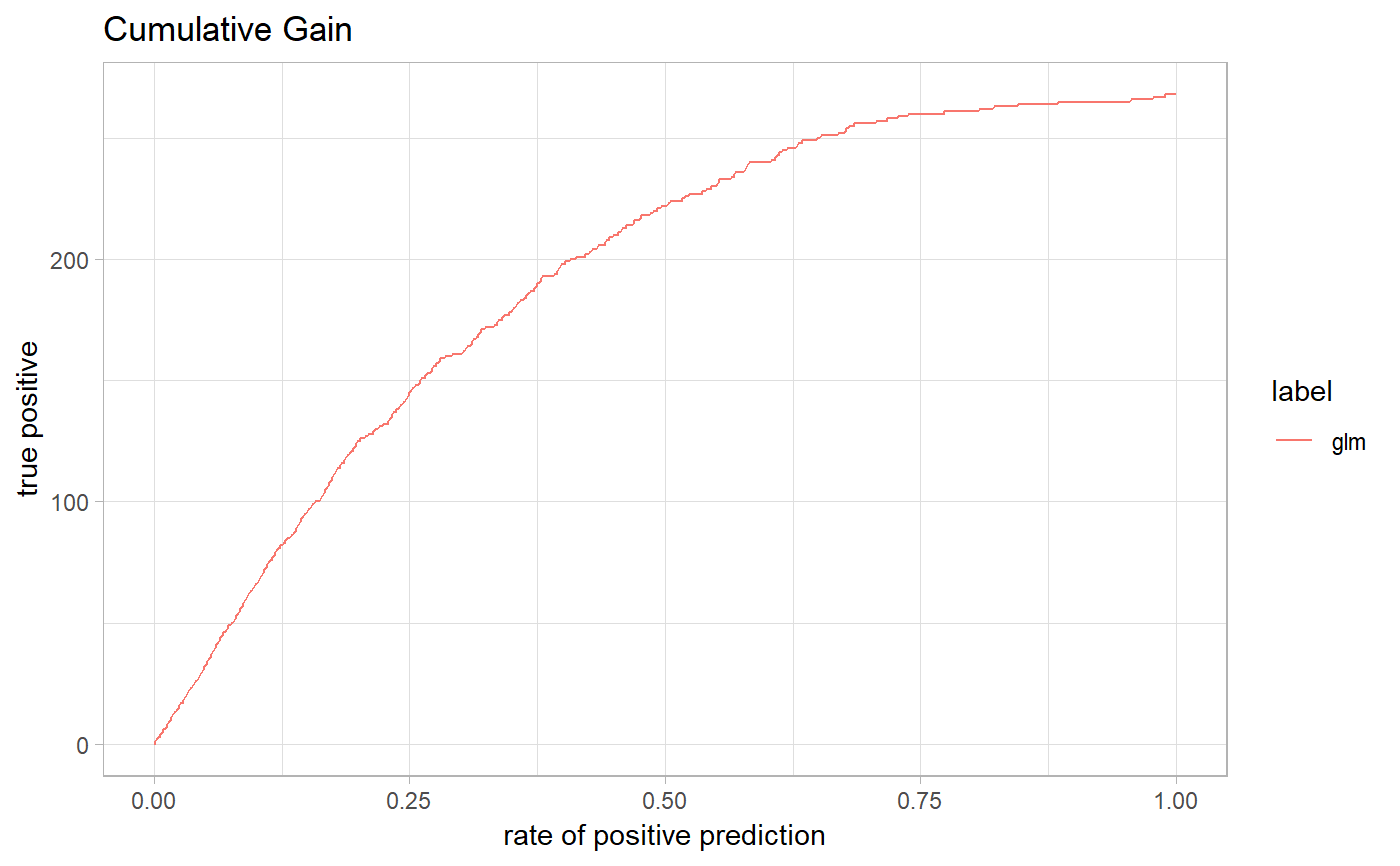 Cumulative Gain
true positive
200
100
0
0.00 0.25 0.50 0.75 1.00
rate of positive prediction
label
glm